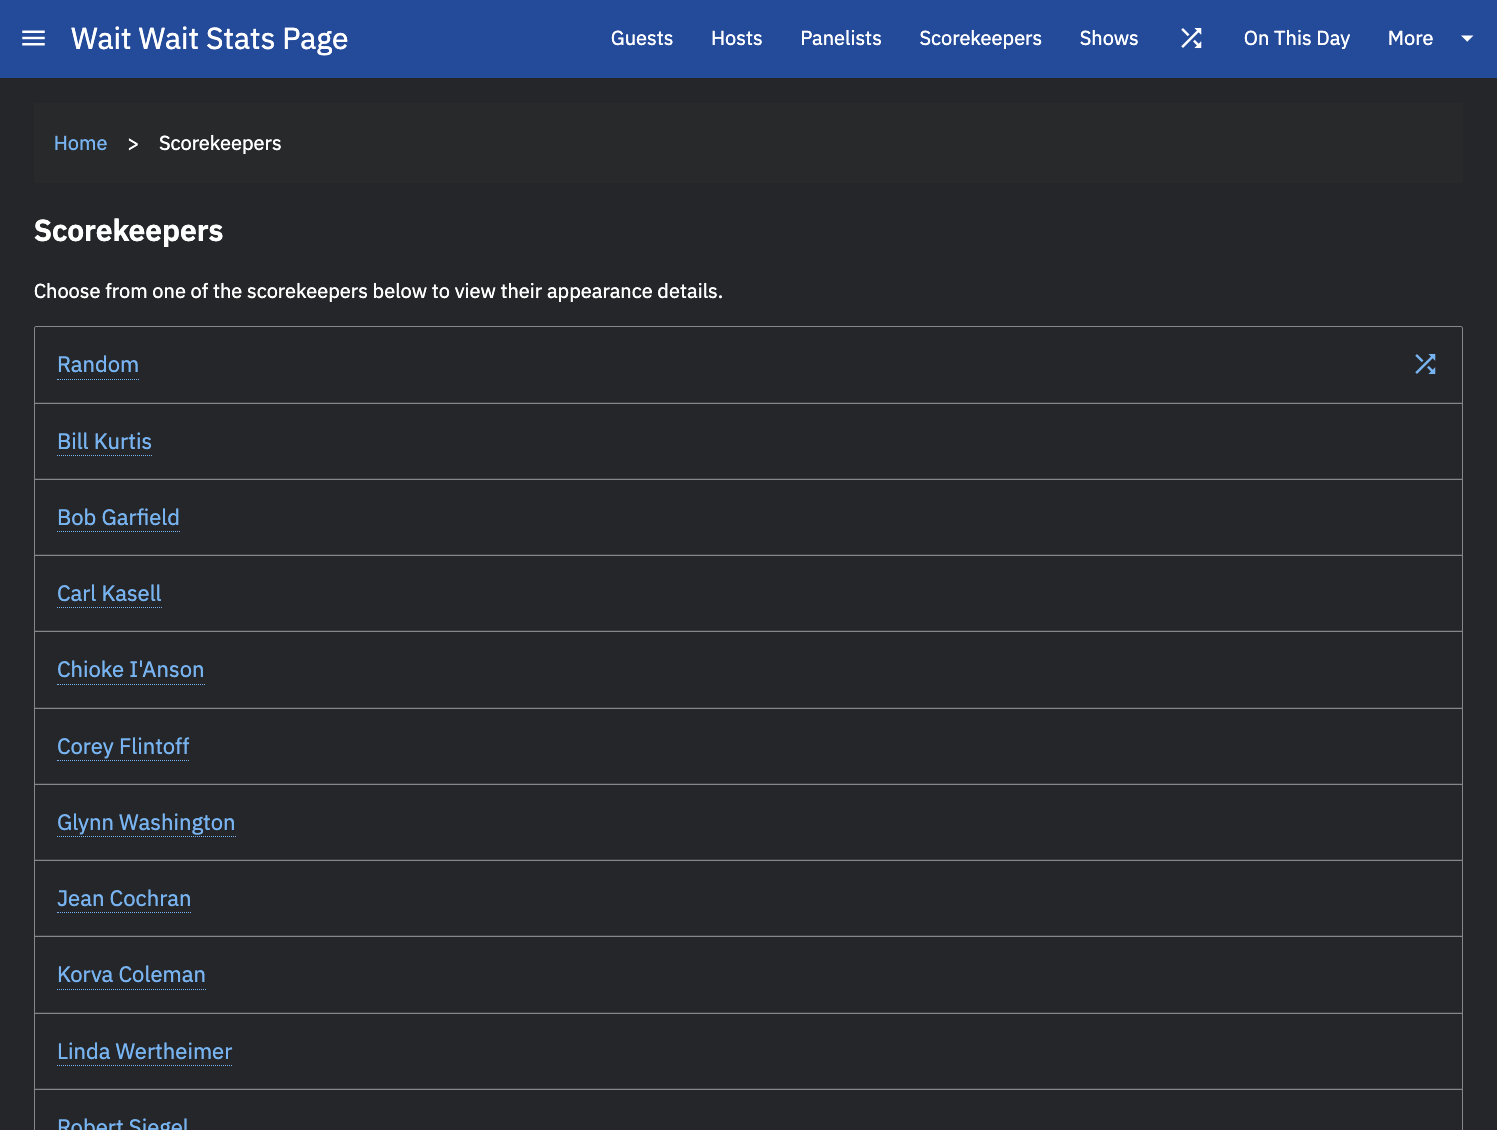 Wait Wait Stats Page Guests Hosts Panelists Scorekeepers Shows On This Day More
Home > Scorekeepers
Scorekeepers
Choose from one of the scorekeepers below to view their appearance details.
Random
Bill Kurtis
Bob Garfield
Carl Kasell
Chioke I'Anson
Corey Flintoff
Glynn Washington
Jean Cochran
Korva Coleman
Linda Wertheimer
Robert Siegel